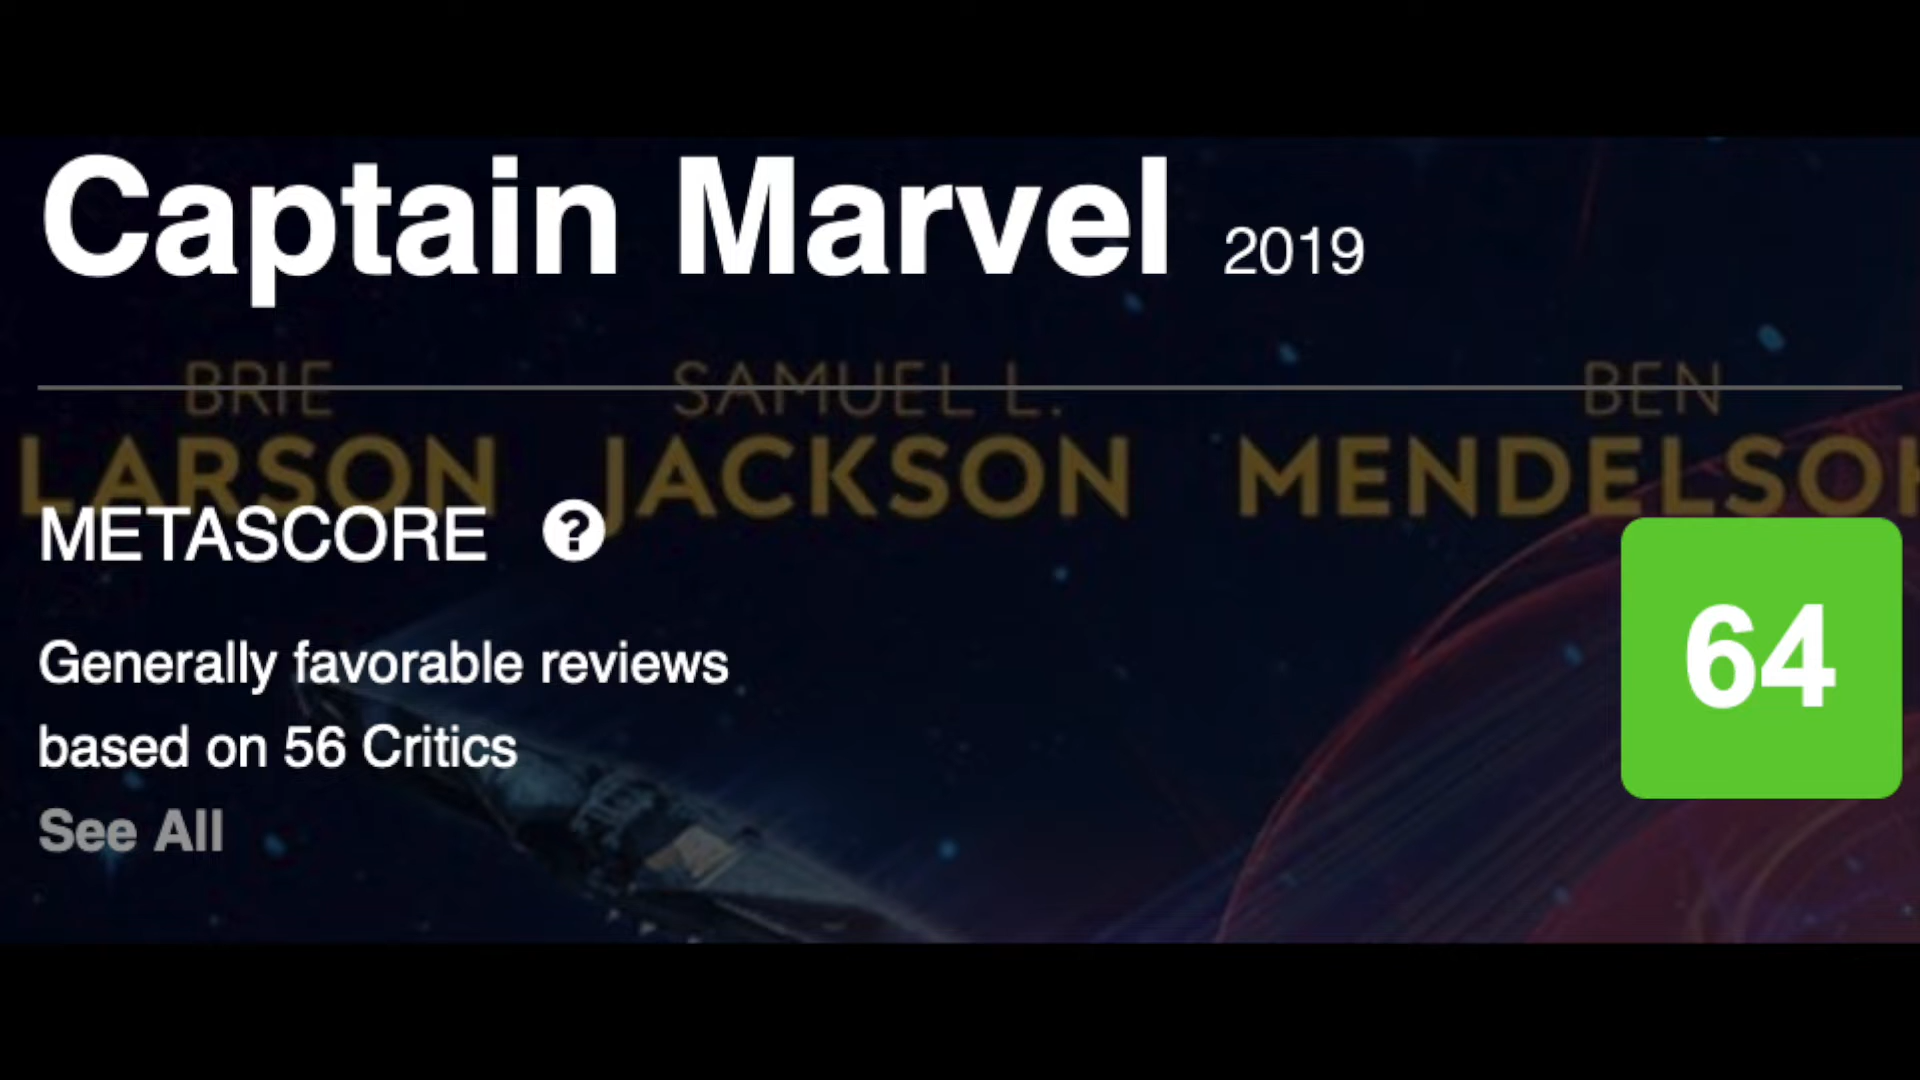 Captain Marvel 2019
BRIE SAMUEL L. BEN
LARSON JACKSON MENDELSOH
METASCORE ?
Generally favorable reviews
64
based on 56 Critics
See All